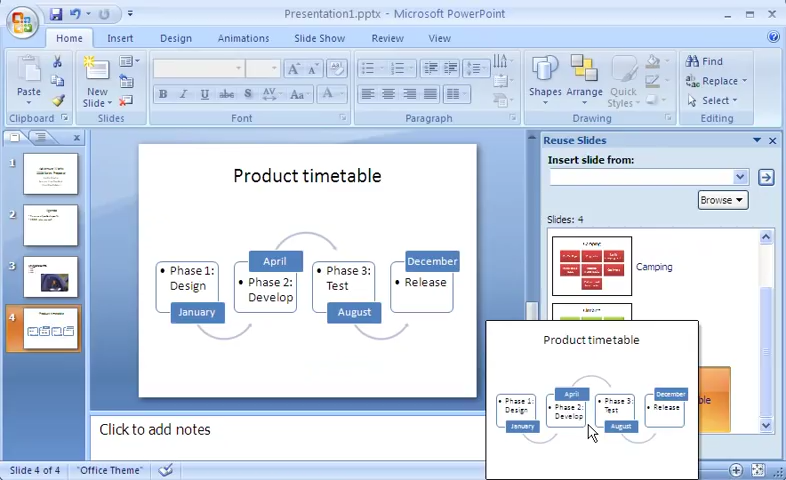 Presentation1.pptx - Microsoft PowerPoint
Home Insert Design Animations Slide Show Review View
Paste
New
Slide
Shapes Arrange Quick
Styles
Find
Replace
Select
Clipboard Slides Font Paragraph Drawing Editing
1
2
3
4
Product timetable
April
December
Phase 1:
Design
Phase 2:
Develop
Phase 3:
Test
Release
January
August
Click to add notes
Reuse Slides
Insert slide from:
Browse
Slides: 4
Camping
Product timetable
April
December
Phase 1:
Design
Phase 2:
Develop
Phase 3:
Test
Release
January
August
Slide 4 of 4 "Office Theme"